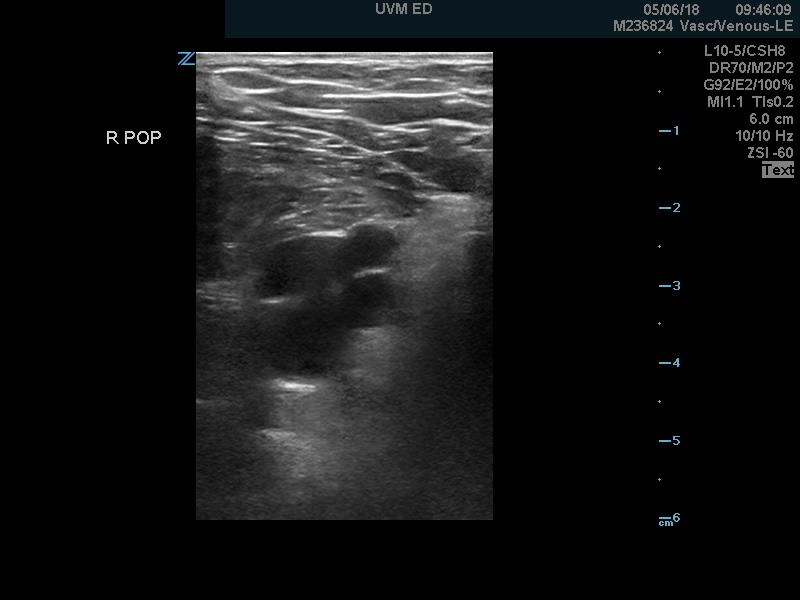 UVM ED
05/06/18 09:46:09
M236824 Vasc/Venous-LE
Z
L10-5/CSH8
DR70/M2/P2
G92/E2/100%
MI1.1 TIs0.2
6.0 cm
10/10 Hz
ZSI -60
Text
R POP
1
2
3
4
5
6
cm